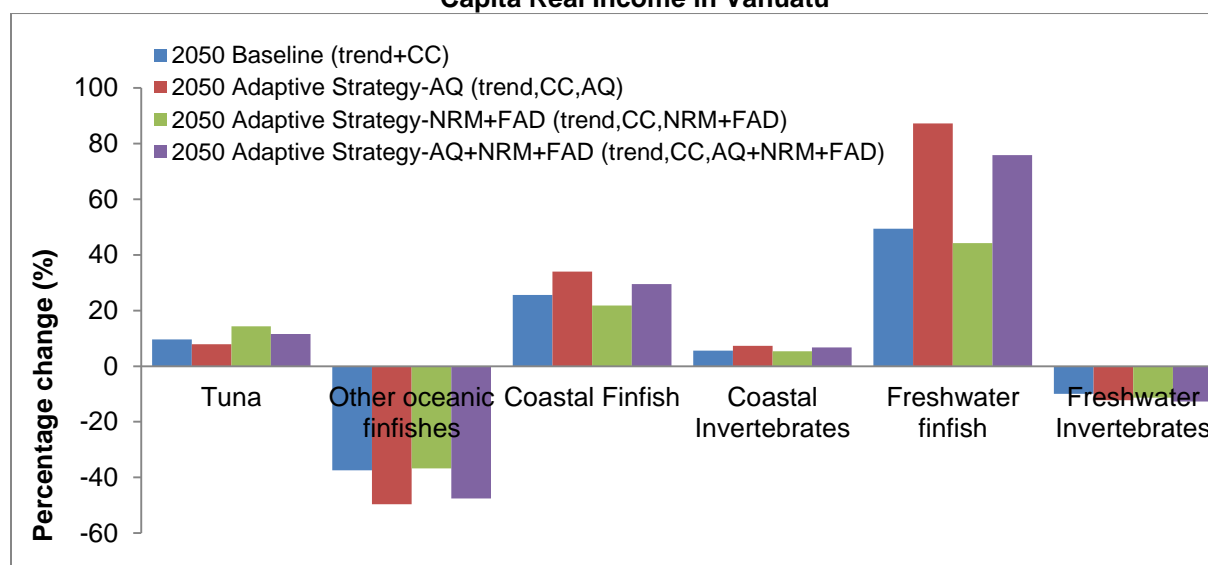 Capita Real Income in Vanuatu
2050 Baseline (trend+CC)
2050 Adaptive Strategy-AQ (trend,CC,AQ)
2050 Adaptive Strategy-NRM+FAD (trend,CC,NRM+FAD)
2050 Adaptive Strategy-AQ+NRM+FAD (trend,CC,AQ+NRM+FAD)
Percentage change (%)
100
80
60
40
20
0
-20
-40
-60
Tuna
Other oceanic
finfishes
Coastal Finfish
Coastal
Invertebrates
Freshwater
finfish
Freshwater
Invertebrates